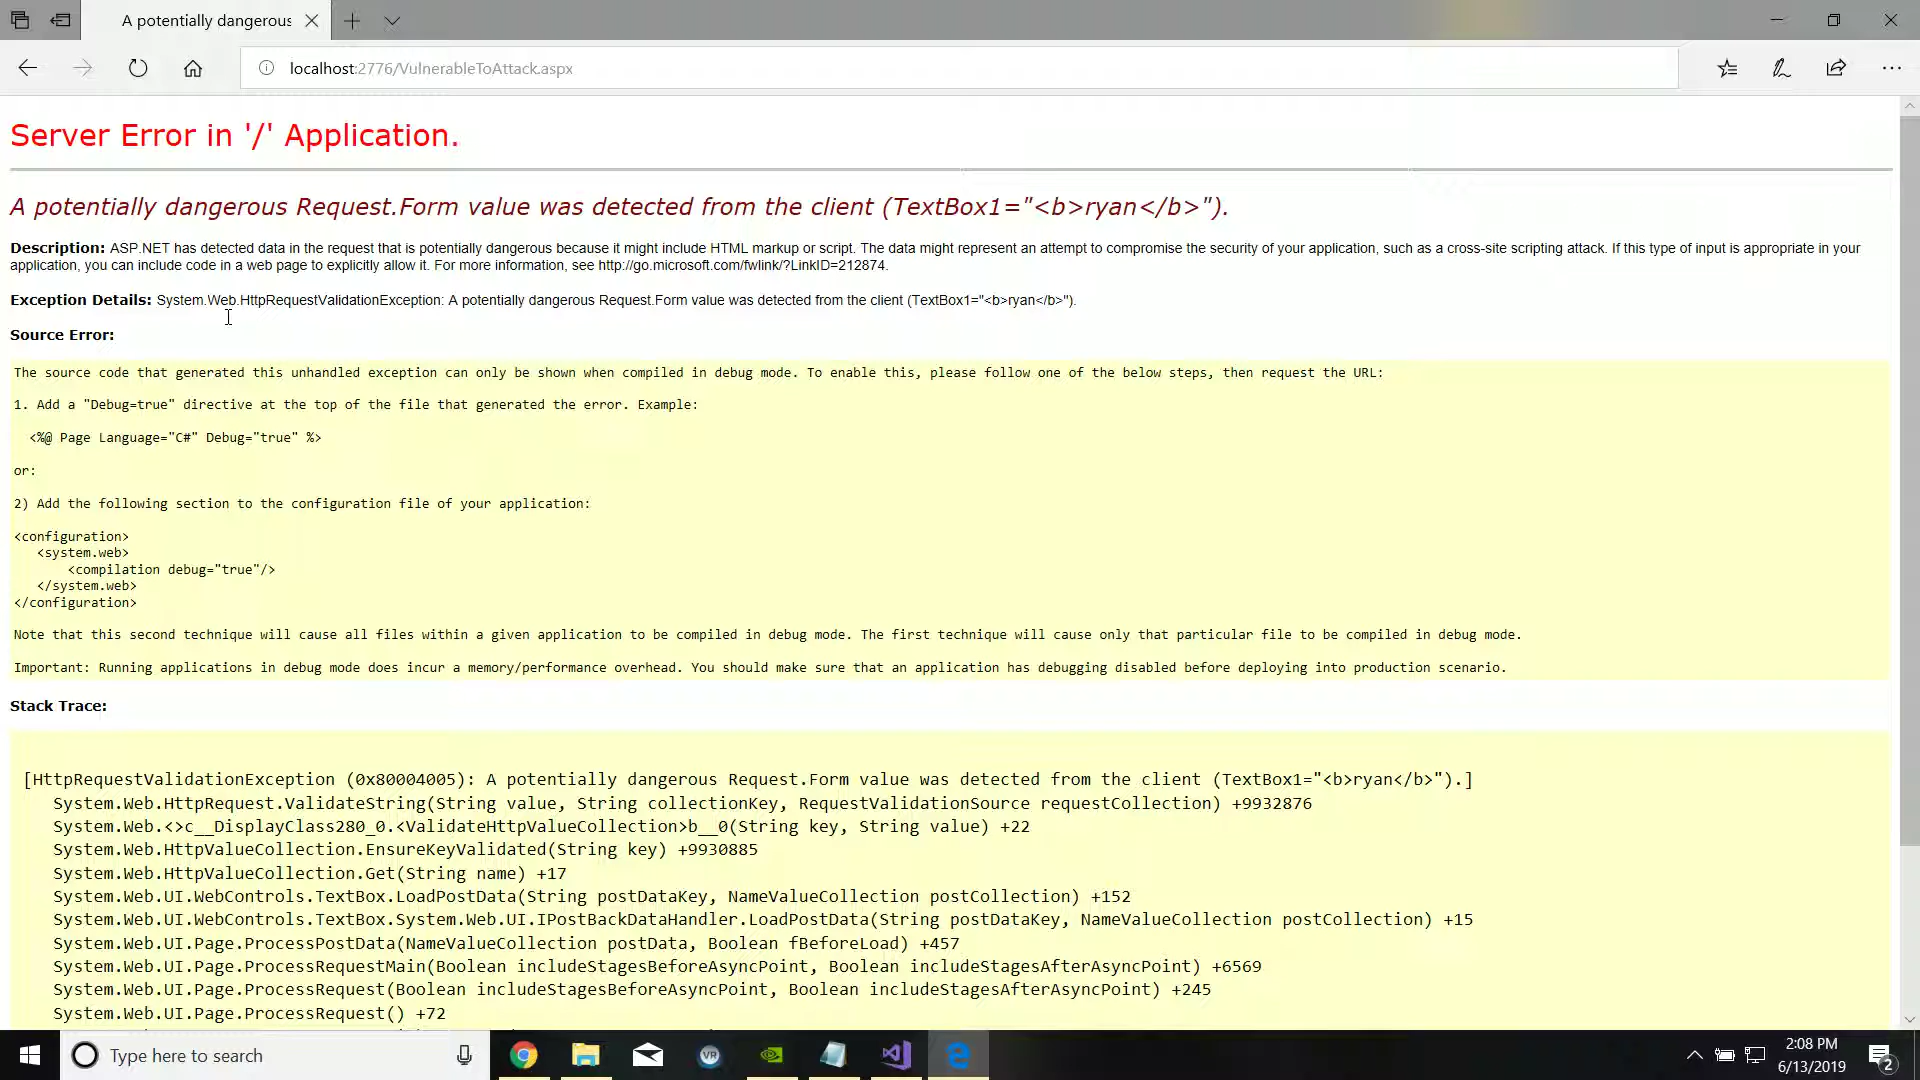 A potentially dangerous
localhost:2776/VulnerableToAttack.aspx
Server Error in '/' Application.
A potentially dangerous Request.Form value was detected from the client (TextBox1="<b>ryan</b>").
Description: ASP.NET has detected data in the request that is potentially dangerous because it might include HTML markup or script. The data might represent an attempt to compromise the security of your application, such as a cross-site scripting attack. If this type of input is appropriate in your
application, you can include code in a web page to explicitly allow it. For more information, see http://go.microsoft.com/fwlink/?LinkID=212874.
Exception Details: System.Web.HttpRequestValidationException: A potentially dangerous Request.Form value was detected from the client (TextBox1="<b>ryan</b>").
Source Error:
The source code that generated this unhandled exception can only be shown when compiled in debug mode. To enable this, please follow one of the below steps, then request the URL:
1. Add a "Debug=true" directive at the top of the file that generated the error. Example:
<%@ Page Language="C#" Debug="true" %>
or:
2) Add the following section to the configuration file of your application:
<configuration>
<system.web>
<compilation debug="true"/>
</system.web>
</configuration>
Note that this second technique will cause all files within a given application to be compiled in debug mode. The first technique will cause only that particular file to be compiled in debug mode.
Important: Running applications in debug mode does incur a memory/performance overhead. You should make sure that an application has debugging disabled before deploying into production scenario.
Stack Trace:
[HttpRequestValidationException (0x80004005): A potentially dangerous Request.Form value was detected from the client (TextBox1="<b>ryan</b>").]
System.Web.HttpRequest.ValidateString(String value, String collectionKey, RequestValidationSource requestCollection) +9932876
System.Web.<>c__DisplayClass280_0.<ValidateHttpValueCollection>b__0(String key, String value) +22
System.Web.HttpValueCollection.EnsureKeyValidated(String key) +9930885
System.Web.HttpValueCollection.Get(String name) +17
System.Web.UI.WebControls.TextBox.LoadPostData(String postDataKey, NameValueCollection postCollection) +152
System.Web.UI.WebControls.TextBox.System.Web.UI.IPostBackDataHandler.LoadPostData(String postDataKey, NameValueCollection postCollection) +15
System.Web.UI.Page.ProcessPostData(NameValueCollection postData, Boolean fBeforeLoad) +457
System.Web.UI.Page.ProcessRequestMain(Boolean includeStagesBeforeAsyncPoint, Boolean includeStagesAfterAsyncPoint) +6569
System.Web.UI.Page.ProcessRequest(Boolean includeStagesBeforeAsyncPoint, Boolean includeStagesAfterAsyncPoint) +245
System.Web.UI.Page.ProcessRequest() +72
Type here to search
VR
2:08 PM
6/13/2019
2